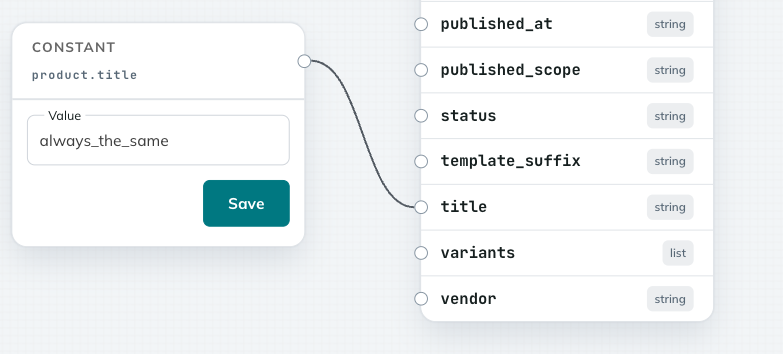 CONSTANT
product.title
Value
always_the_same
Save
published_at string
published_scope string
status string
template_suffix string
title string
variants list
vendor string